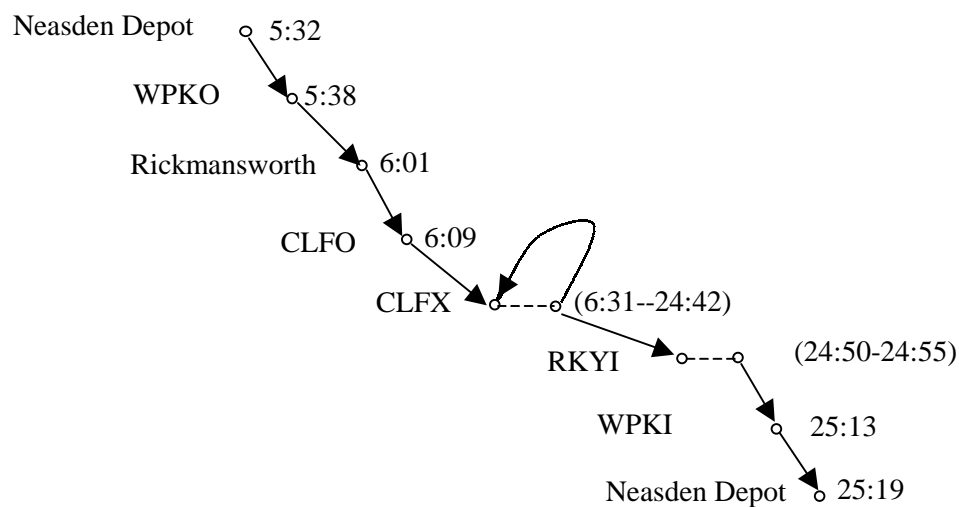 Neasden Depot 5:32
WPKO 5:38
Rickmansworth 6:01
CLFO 6:09
CLFX (6:31--24:42)
RKYI (24:50-24:55)
WPKI 25:13
Neasden Depot 25:19